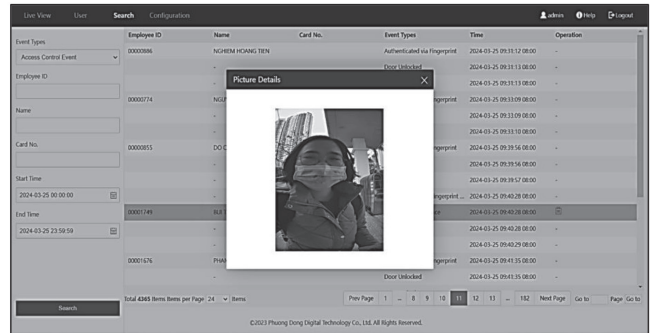 Live View User Search Configuration admin Help Logout
Event Types
Access Control Event
Employee ID
Name
Card No.
Start Time
2024-03-25 00:00:00
End Time
2024-03-25 23:59:59
Search
Employee ID Name Card No. Event Types Time Operation
00000886 NGHIEM HOANG TIEN Authenticated via Fingerprint 2024-03-25 09:31:12 08:00 -
- Door Unlocked 2024-03-25 09:31:13 08:00 -
- 2024-03-25 09:31:13 08:00 -
Picture Details
00000774 NGUY ngerprint 2024-03-25 09:33:09 08:00 -
- 2024-03-25 09:33:09 08:00 -
- 2024-03-25 09:33:10 08:00 -
00000855 DO C ngerprint 2024-03-25 09:39:56 08:00 -
- 2024-03-25 09:39:56 08:00 -
- 2024-03-25 09:39:57 08:00 -
- ngerprint ... 2024-03-25 09:40:28 08:00 -
00001749 BUI 2024-03-25 09:40:28 08:00
- 2024-03-25 09:40:28 08:00 -
- 2024-03-25 09:40:29 08:00 -
00001676 PHA ngerprint 2024-03-25 09:41:35 08:00 -
- Door Unlocked 2024-03-25 09:41:35 08:00 -
Total 4365 Items Items per Page 24 Items Prev Page 1 ... 8 9 10 11 12 13 ... 182 Next Page Go to Page Go to
©2023 Phuong Dong Digital Technology Co., Ltd. All Rights Reserved.